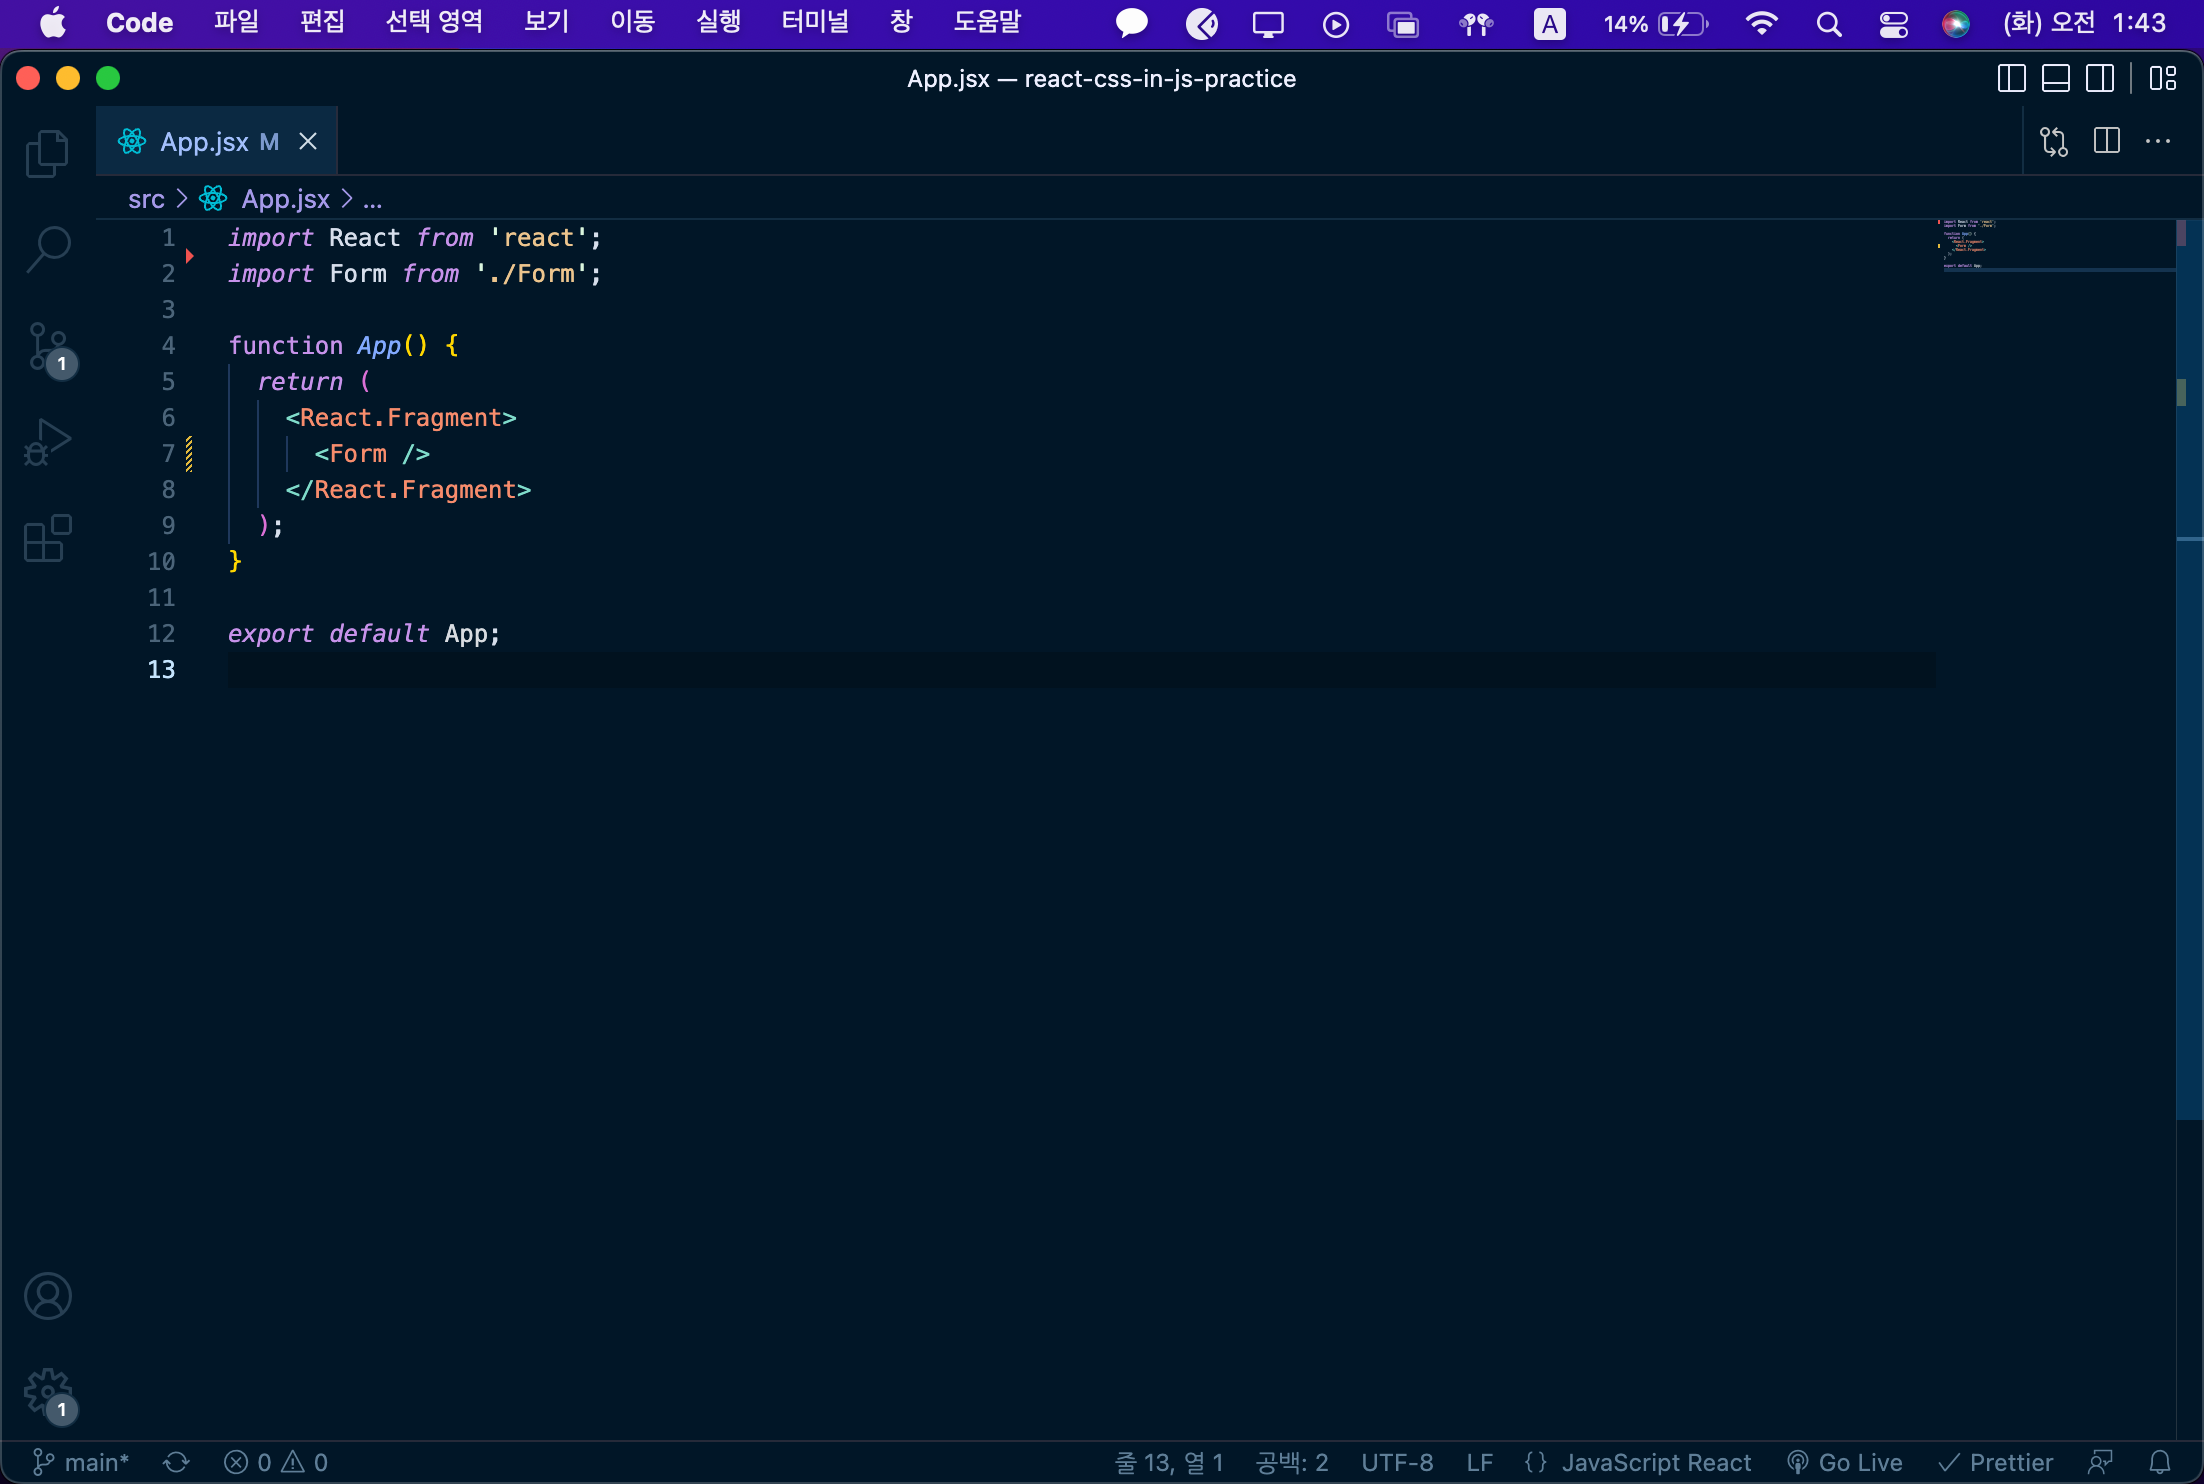 Code 파일 편집 선택 영역 보기 이동 실행 터미널 창 도움말 A 14% (화) 오전 1:43
App.jsx — react-css-in-js-practice
App.jsx M
src > App.jsx > ...
1 import React from 'react';
2 import Form from './Form';
3
4 function App() {
5 return (
6 <React.Fragment>
7 <Form />
8 </React.Fragment>
9 );
10 }
11
12 export default App;
13
1
1
main* 0 0 줄 13, 열 1 공백: 2 UTF-8 LF {} JavaScript React Go Live Prettier